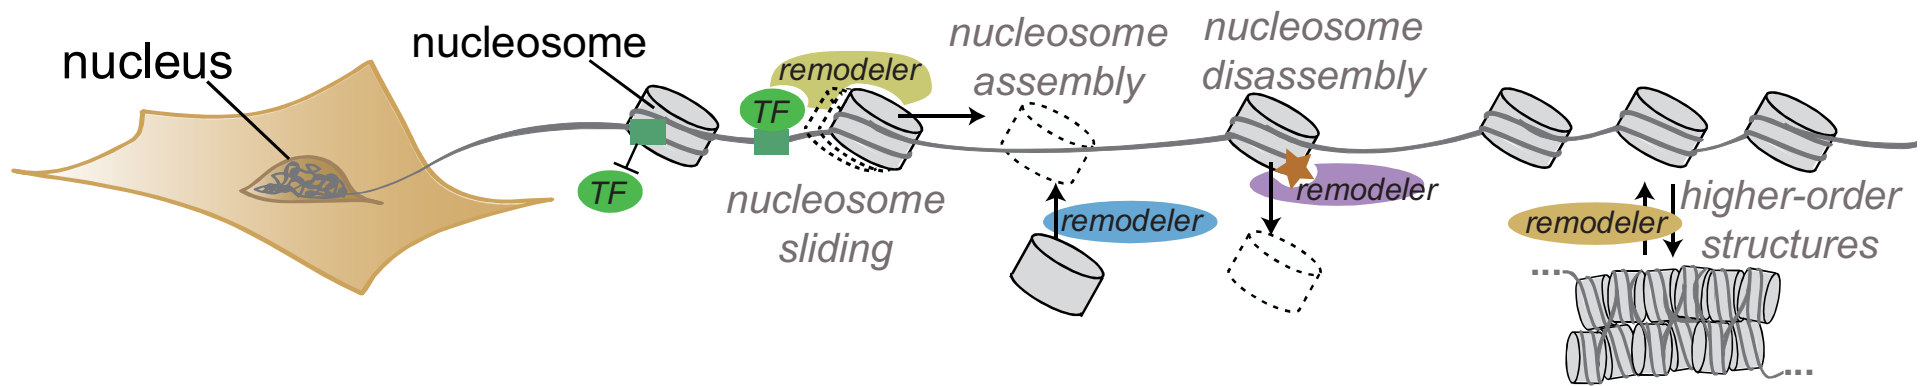 nucleus
nucleosome
TF
TF
remodeler
nucleosome
sliding
nucleosome
assembly
remodeler
nucleosome
disassembly
remodeler
remodeler
higher-order
structures
...
...